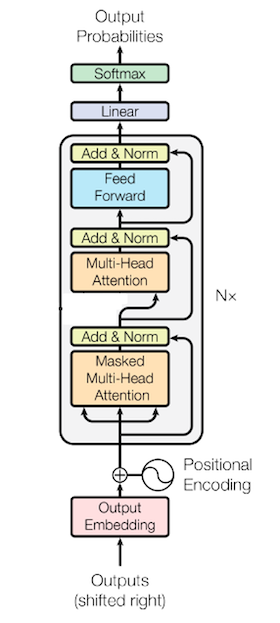 Output
Probabilities
Softmax
Linear
Add & Norm
Feed
Forward
Add & Norm
Multi-Head
Attention
N×
Add & Norm
Masked
Multi-Head
Attention
Positional
Encoding
Output
Embedding
Outputs
(shifted right)